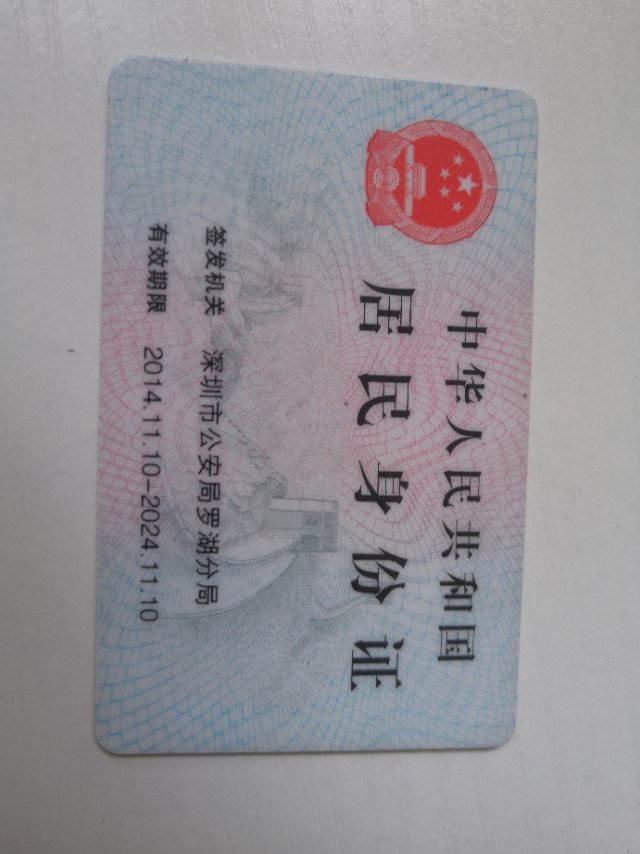 中华人民共和国
居民身份证
签发机关 深圳市公安局罗湖分局
有效期限 2014.11.10-2024.11.10